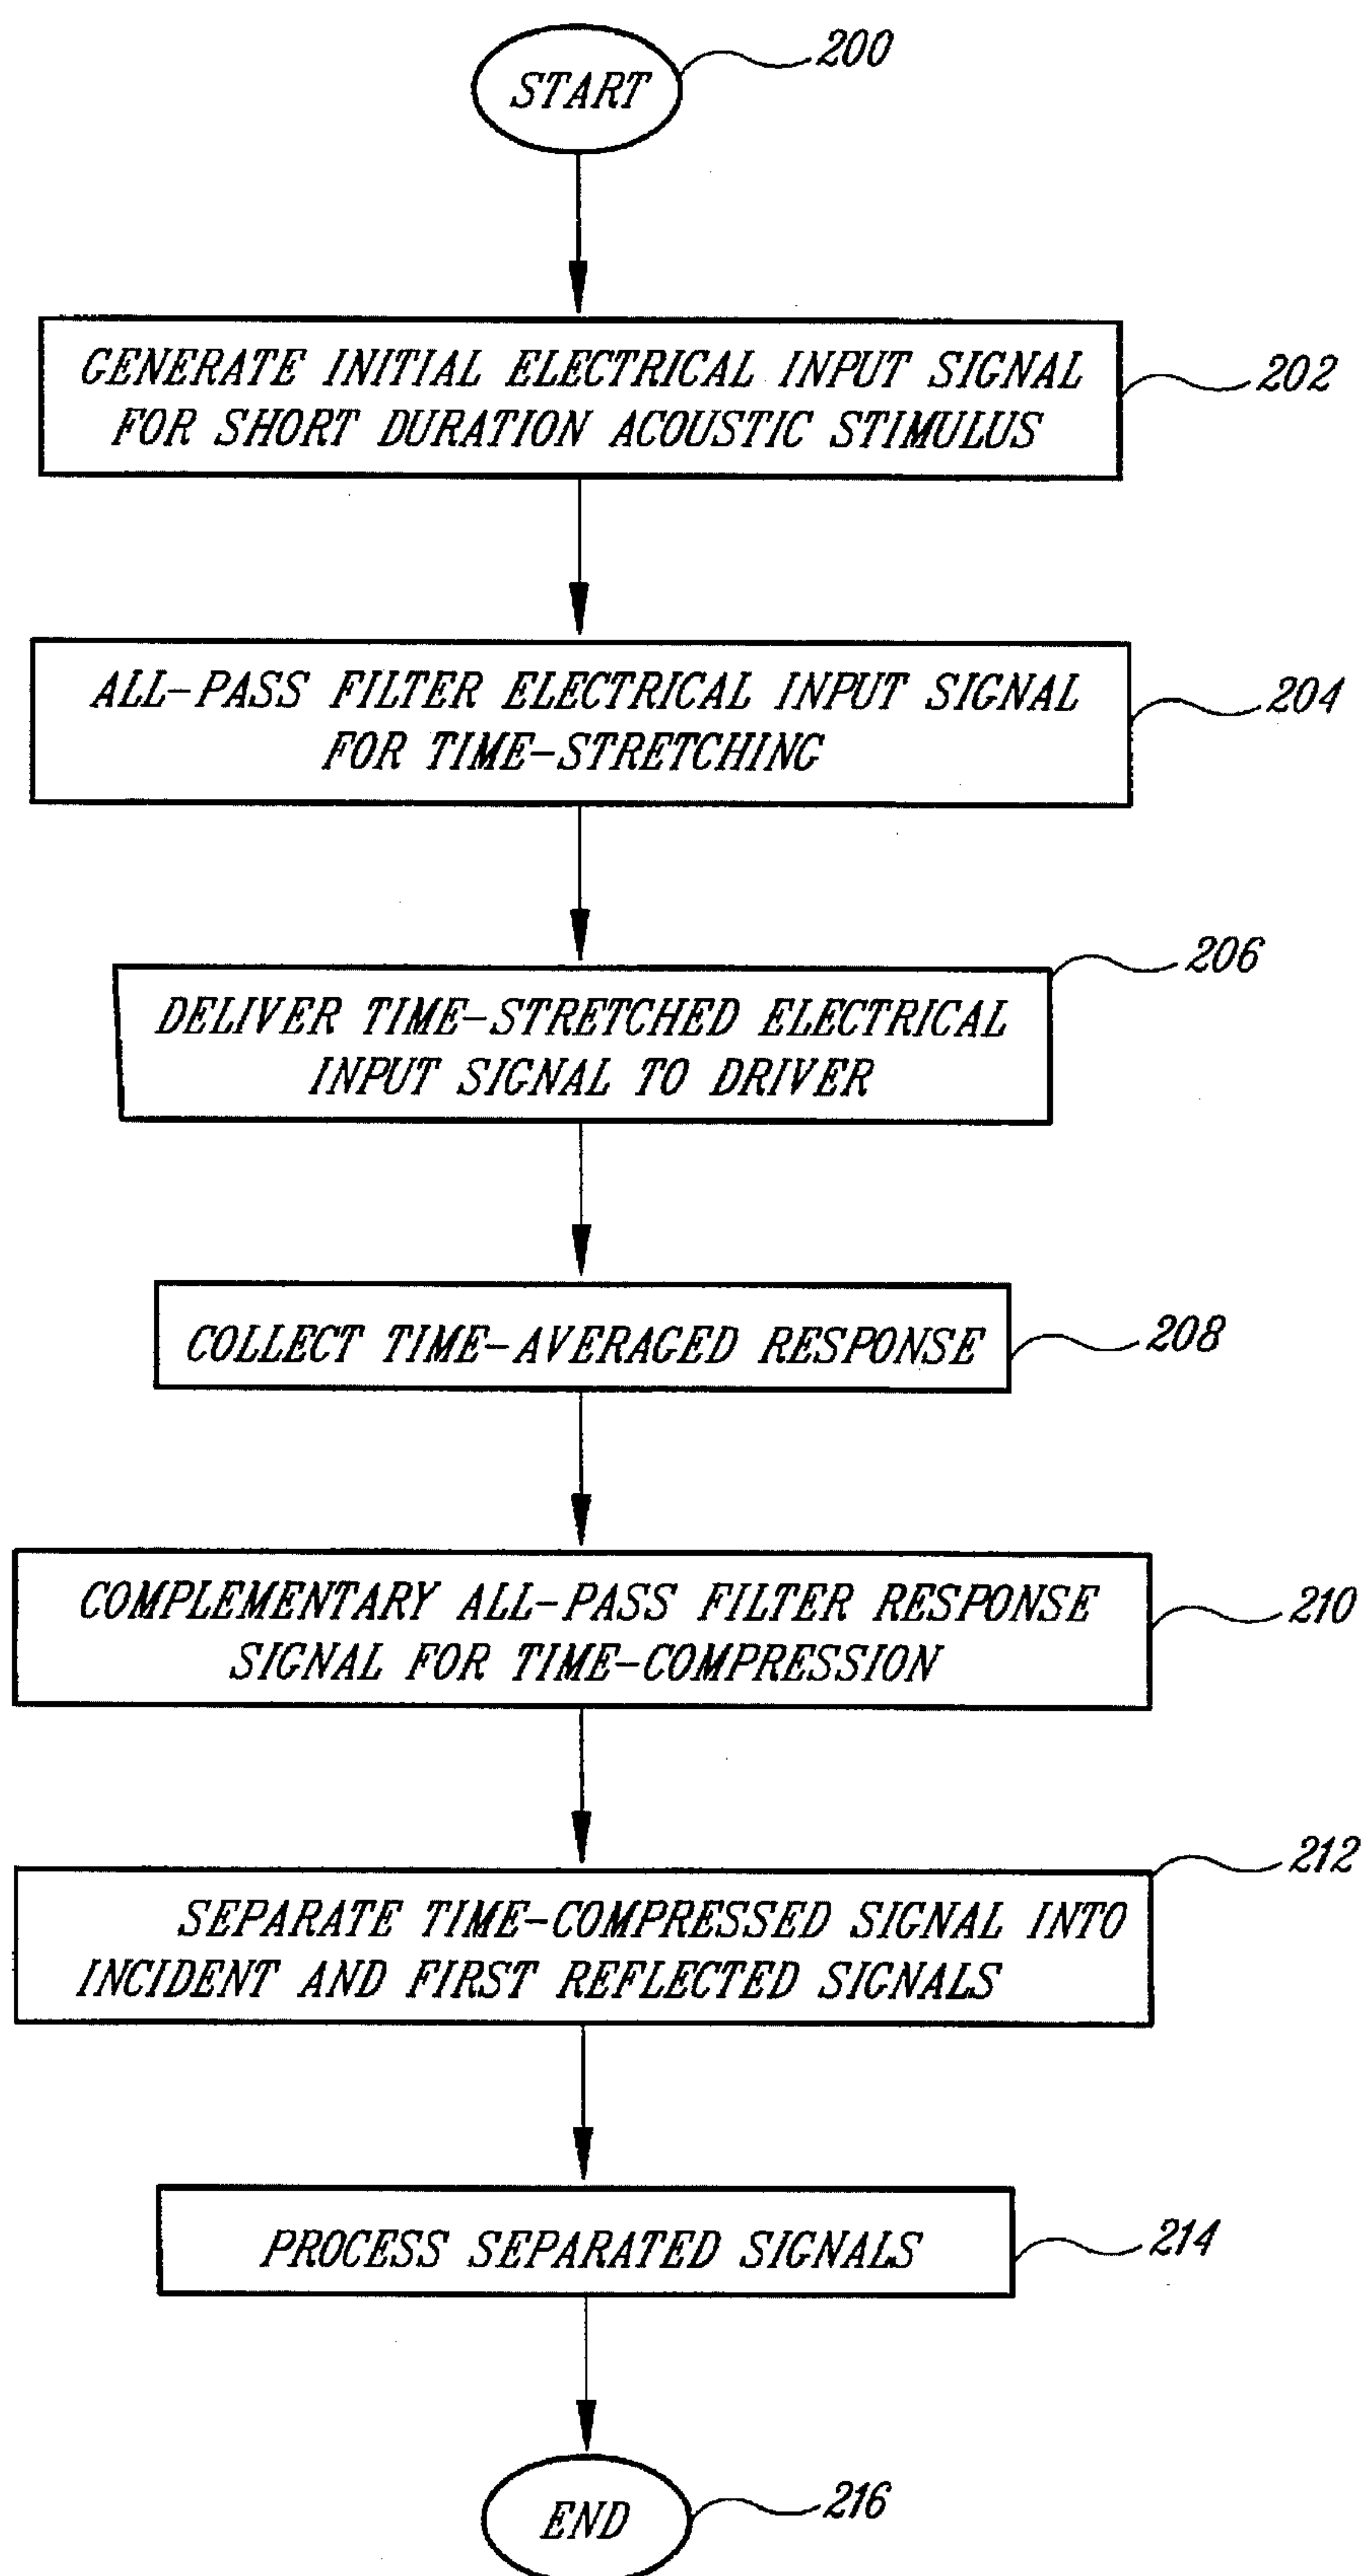 START
200
GENERATE INITIAL ELECTRICAL INPUT SIGNAL
FOR SHORT DURATION ACOUSTIC STIMULUS
202
ALL-PASS FILTER ELECTRICAL INPUT SIGNAL
FOR TIME-STRETCHING
204
206
DELIVER TIME-STRETCHED ELECTRICAL
INPUT SIGNAL TO DRIVER
COLLECT TIME-AVERAGED RESPONSE
208
COMPLEMENTARY ALL-PASS FILTER RESPONSE
SIGNAL FOR TIME-COMPRESSION
210
212
SEPARATE TIME-COMPRESSED SIGNAL INTO
INCIDENT AND FIRST REFLECTED SIGNALS
PROCESS SEPARATED SIGNALS
214
END
216